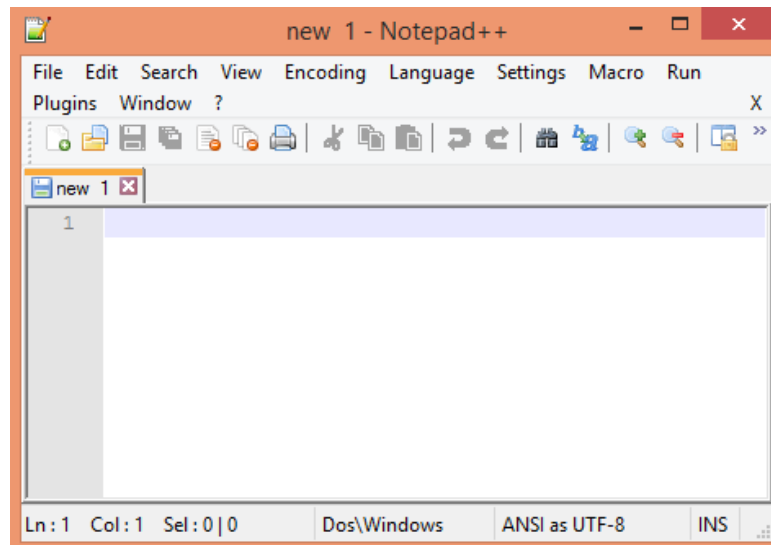 new 1 - Notepad++
File Edit Search View Encoding Language Settings Macro Run
Plugins Window ? X
new 1
1
Ln : 1 Col : 1 Sel : 0 | 0 Dos\Windows ANSI as UTF-8 INS